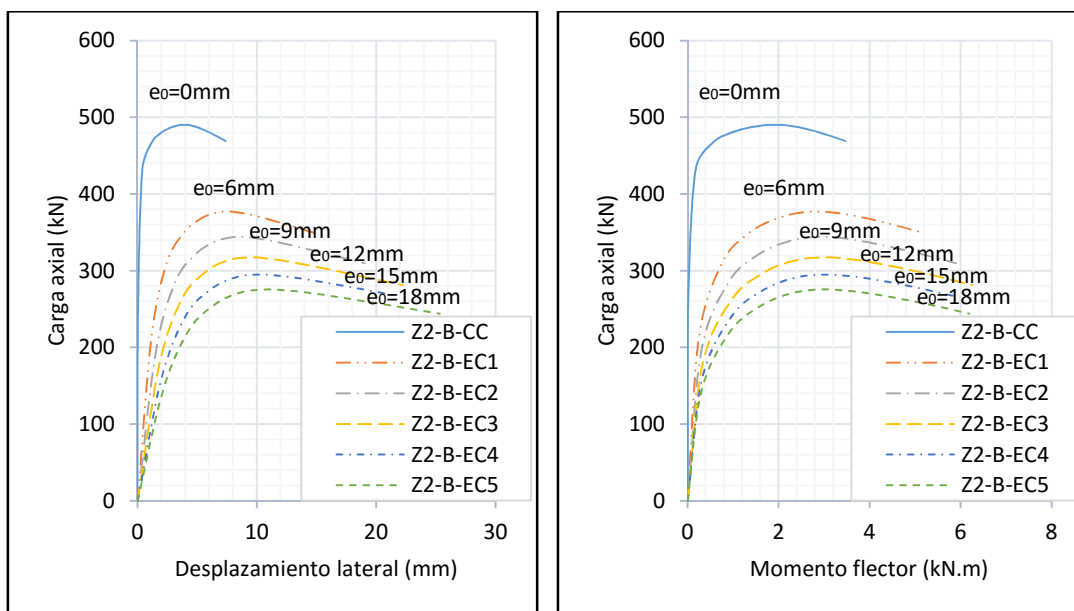 600
500
400
300
200
100
0
Carga axial (kN)
e0=0mm
e0=6mm
e0=9mm
e0=12mm
e0=15mm
e0=18mm
Z2-B-CC
Z2-B-EC1
Z2-B-EC2
Z2-B-EC3
Z2-B-EC4
Z2-B-EC5
0 10 20 30
Desplazamiento lateral (mm)
600
500
400
300
200
100
0
Carga axial (kN)
e0=0mm
e0=6mm
e0=9mm
e0=12mm
e0=15mm
e0=18mm
Z2-B-CC
Z2-B-EC1
Z2-B-EC2
Z2-B-EC3
Z2-B-EC4
Z2-B-EC5
0 2 4 6 8
Momento flector (kN.m)